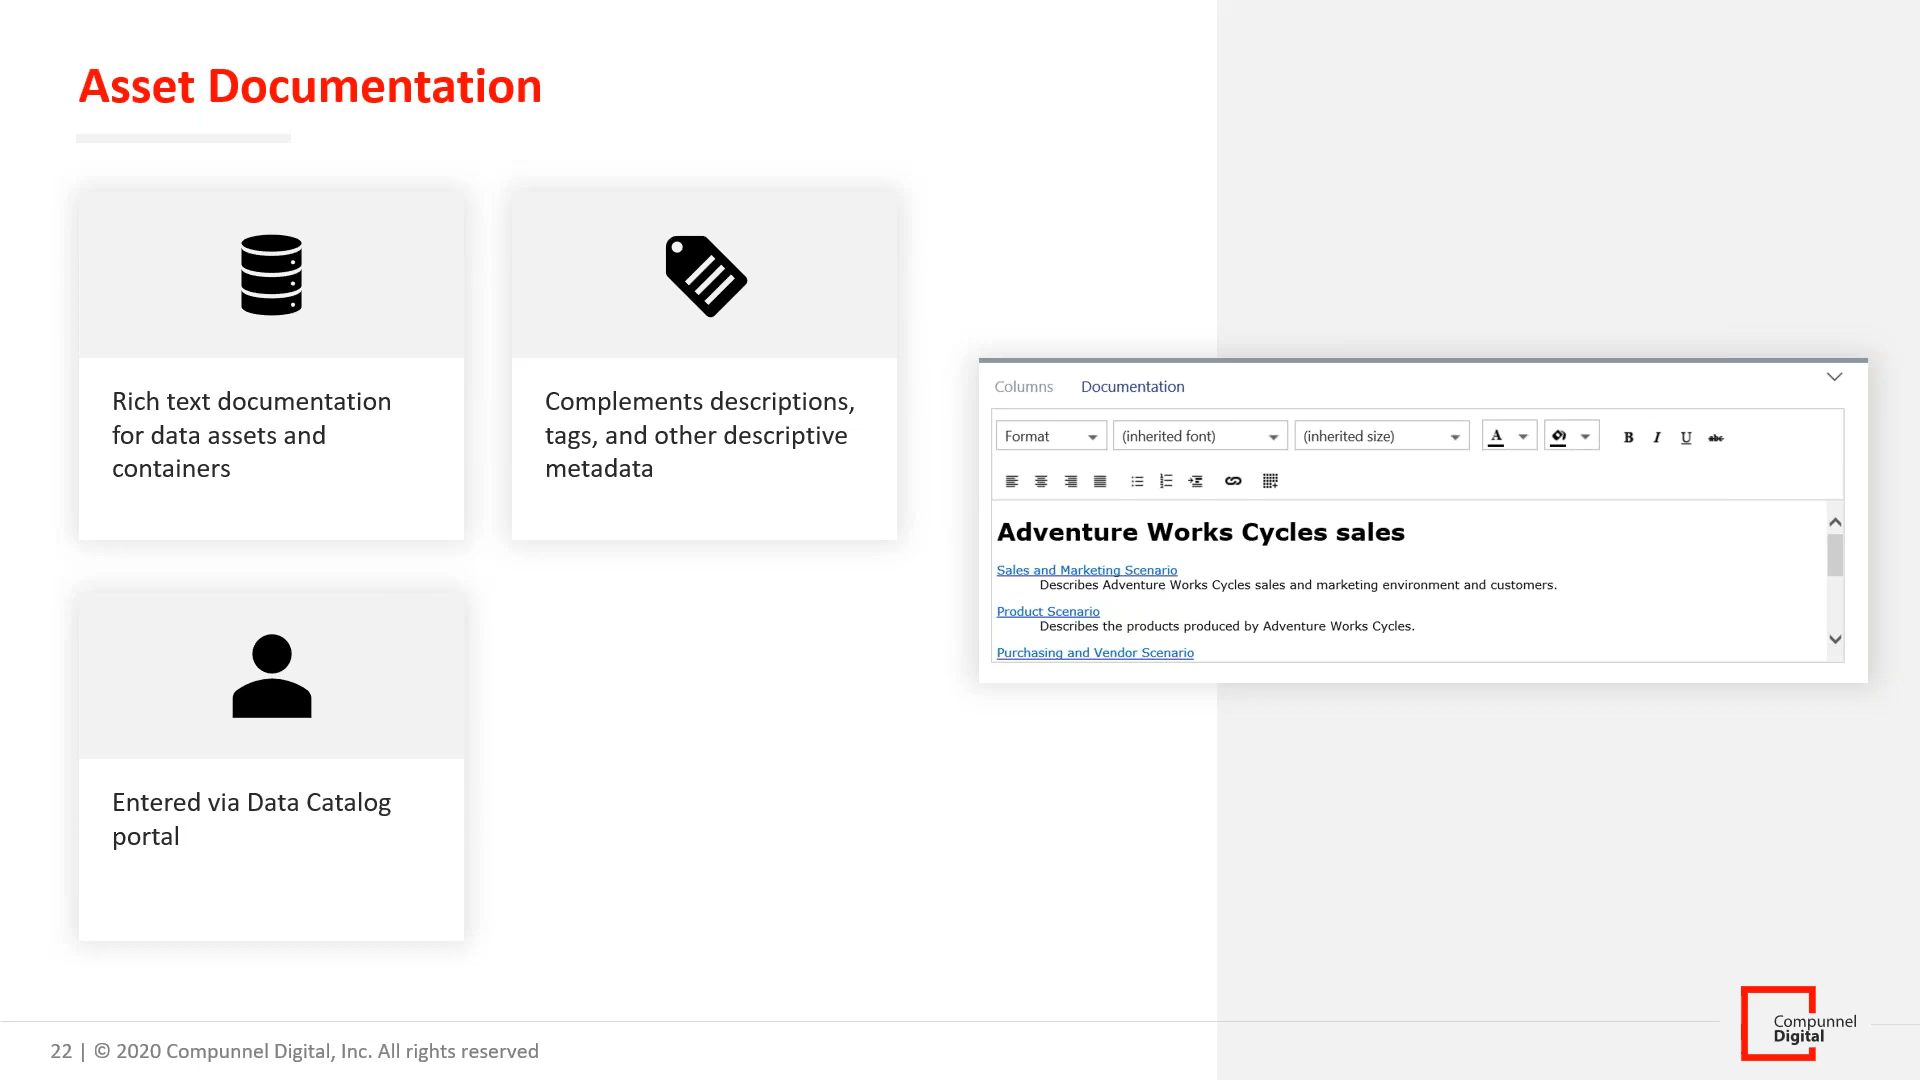 Asset Documentation
Rich text documentation
for data assets and
containers
Complements descriptions,
tags, and other descriptive
metadata
Entered via Data Catalog
portal
Columns Documentation
Format (inherited font) (inherited size) A B I U abc
Adventure Works Cycles sales
Sales and Marketing Scenario
Describes Adventure Works Cycles sales and marketing environment and customers.
Product Scenario
Describes the products produced by Adventure Works Cycles.
Purchasing and Vendor Scenario
22 | © 2020 Compunnel Digital, Inc. All rights reserved
Compunnel
Digital